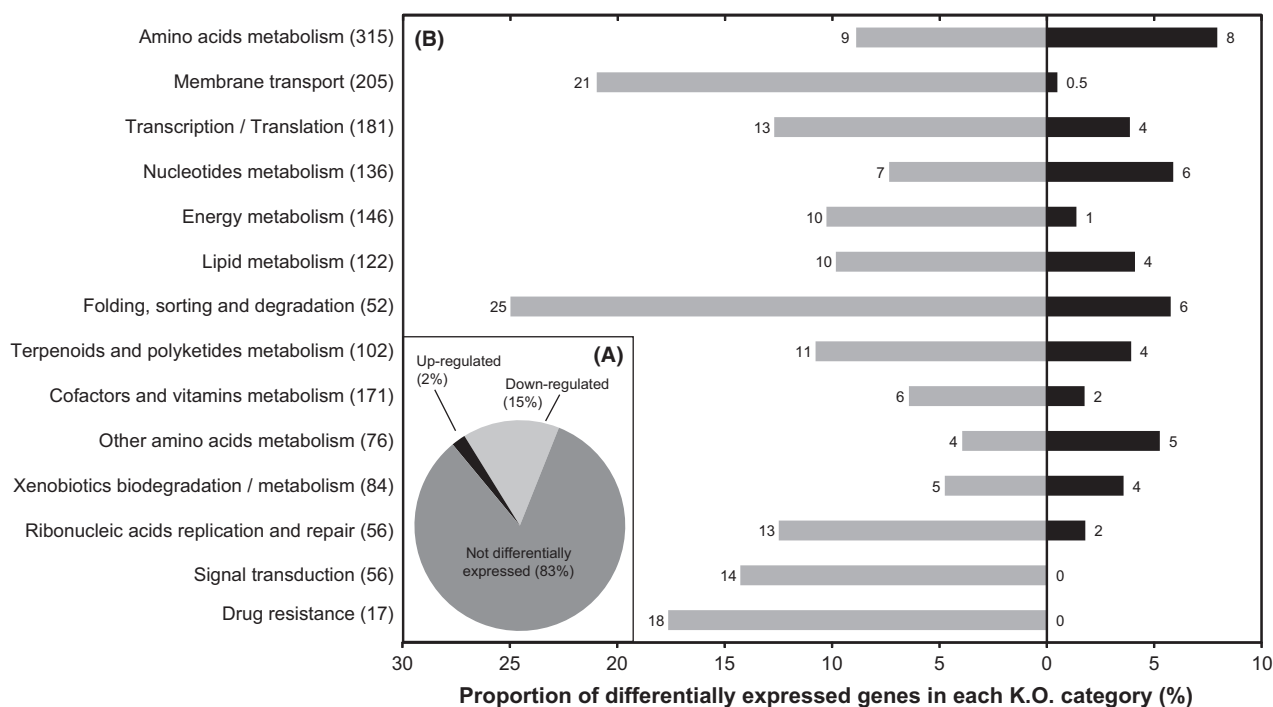 (B)
Amino acids metabolism (315) 9 8
Membrane transport (205) 21 0.5
Transcription / Translation (181) 13 4
Nucleotides metabolism (136) 7 6
Energy metabolism (146) 10 1
Lipid metabolism (122) 10 4
Folding, sorting and degradation (52) 25 6
Terpenoids and polyketides metabolism (102) 11 4
Cofactors and vitamins metabolism (171) 6 2
Other amino acids metabolism (76) 4 5
Xenobiotics biodegradation / metabolism (84) 5 4
Ribonucleic acids replication and repair (56) 13 2
Signal transduction (56) 14 0
Drug resistance (17) 18 0
(A)
Up-regulated
(2%)
Down-regulated
(15%)
Not differentially
expressed (83%)
30 25 20 15 10 5 0 5 10
Proportion of differentially expressed genes in each K.O. category (%)